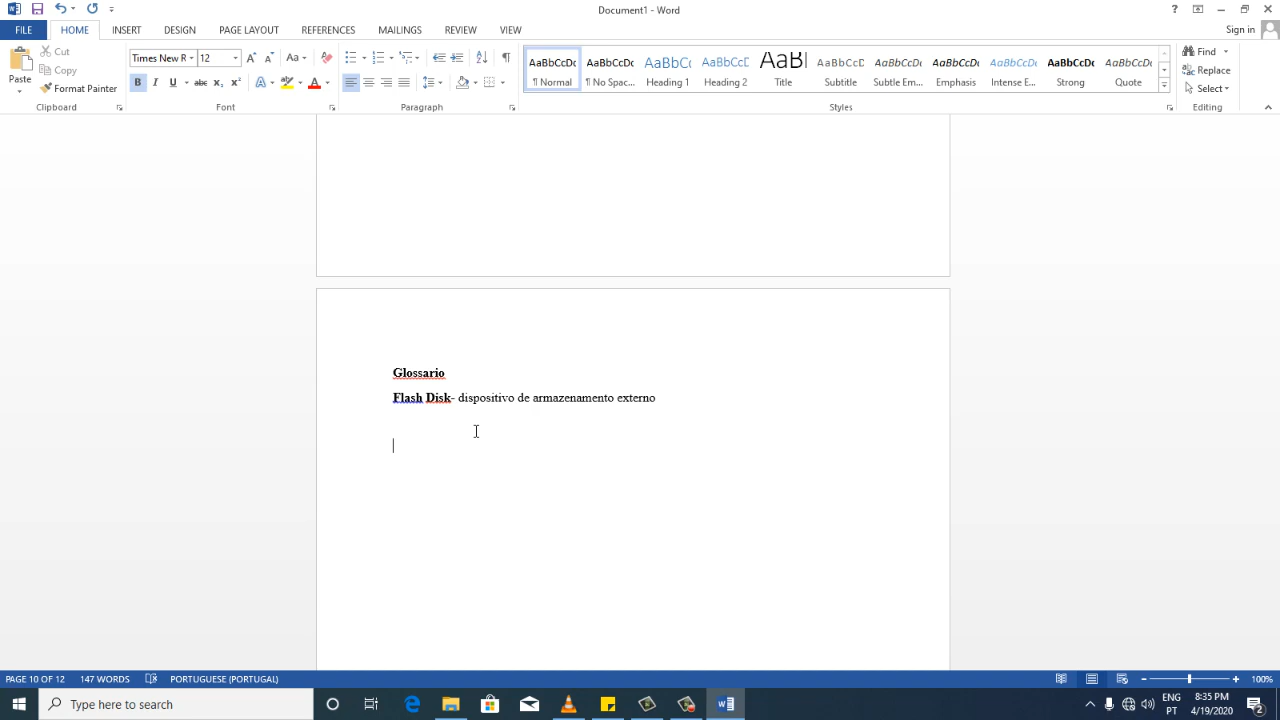 Document1 - Word
Sign in
FILE HOME INSERT DESIGN PAGE LAYOUT REFERENCES MAILINGS REVIEW VIEW
Paste
Cut
Copy
Format Painter
Clipboard
Times New R
12
Font
Paragraph
AaBbCcDc AaBbCcDc AaBbCc AaBbCcD AaBl AaBbCcD AaBbCcDc AaBbCcDc AaBbCcDc AaBbCcDc AaBbCcDc
¶ Normal ¶ No Spac... Heading 1 Heading 2 Title Subtitle Subtle Em... Emphasis Intense E... Strong Quote
Styles
Find
Replace
Select
Editing
Glossario
Flash Disk- dispositivo de armazenamento externo
PAGE 10 OF 12 147 WORDS PORTUGUESE (PORTUGAL) 100%
Type here to search
ENG
PT
8:35 PM
4/19/2020
2